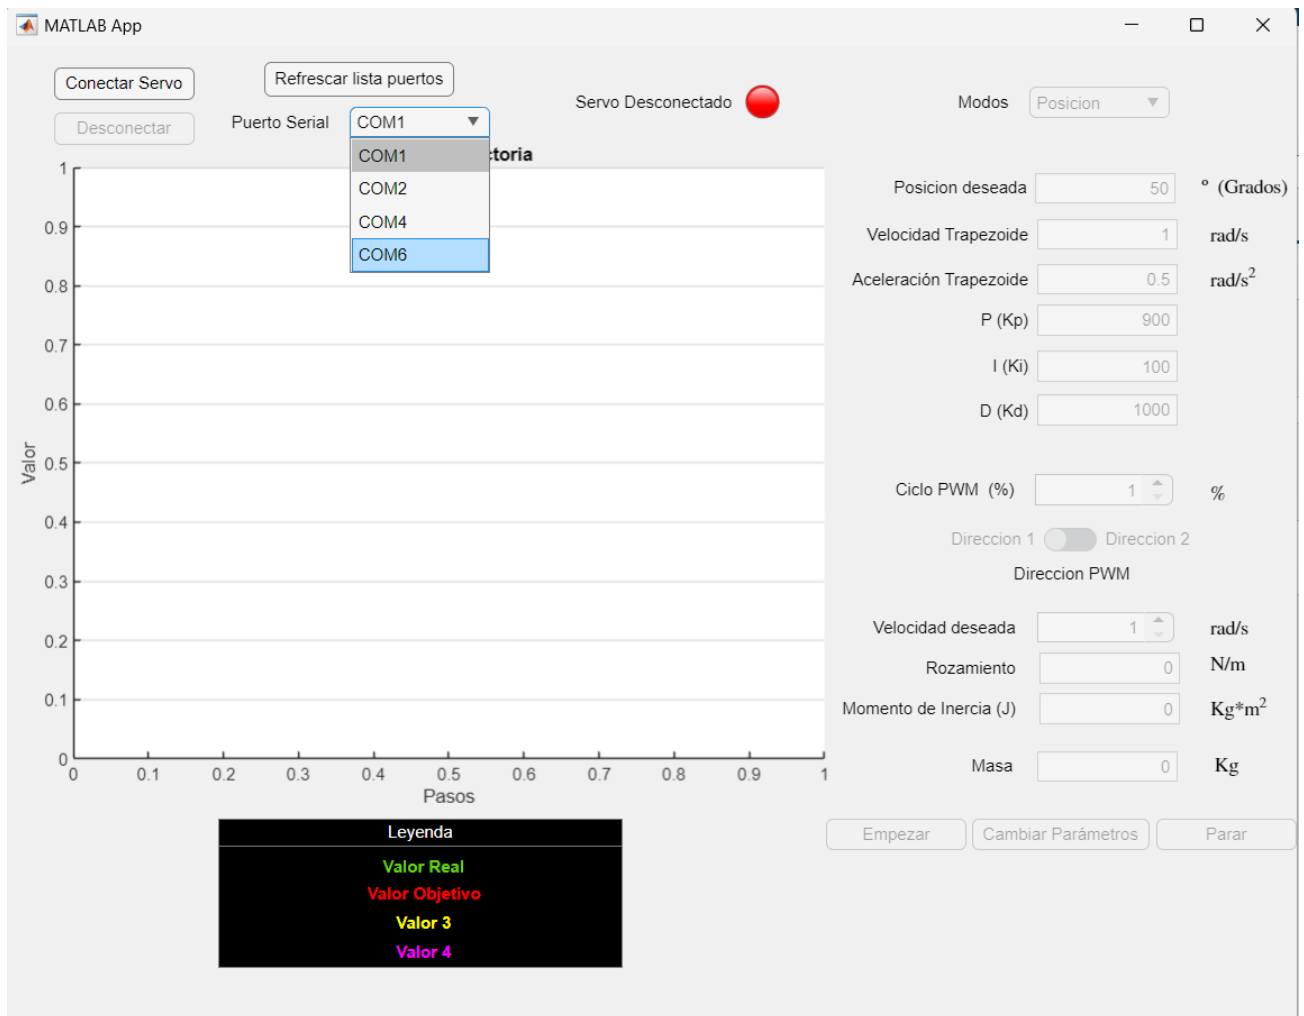 MATLAB App
Conectar Servo
Refrescar lista puertos
Desconectar
Puerto Serial
COM1
COM1
COM2
COM4
COM6
Servo Desconectado
Modos
Posicion
ctoria
1
0.9
0.8
0.7
0.6
0.5
0.4
0.3
0.2
0.1
0
Valor
0
0.1
0.2
0.3
0.4
0.5
0.6
0.7
0.8
0.9
1
Pasos
Leyenda
Valor Real
Valor Objetivo
Valor 3
Valor 4
Posicion deseada 50 º (Grados)
Velocidad Trapezoide 1 rad/s
Aceleración Trapezoide 0.5 rad/s²
P (Kp) 900
I (Ki) 100
D (Kd) 1000
Ciclo PWM (%) 1 %
Direccion 1 Direccion 2
Direccion PWM
Velocidad deseada 1 rad/s
Rozamiento 0 N/m
Momento de Inercia (J) 0 Kg*m²
Masa 0 Kg
Empezar Cambiar Parámetros Parar